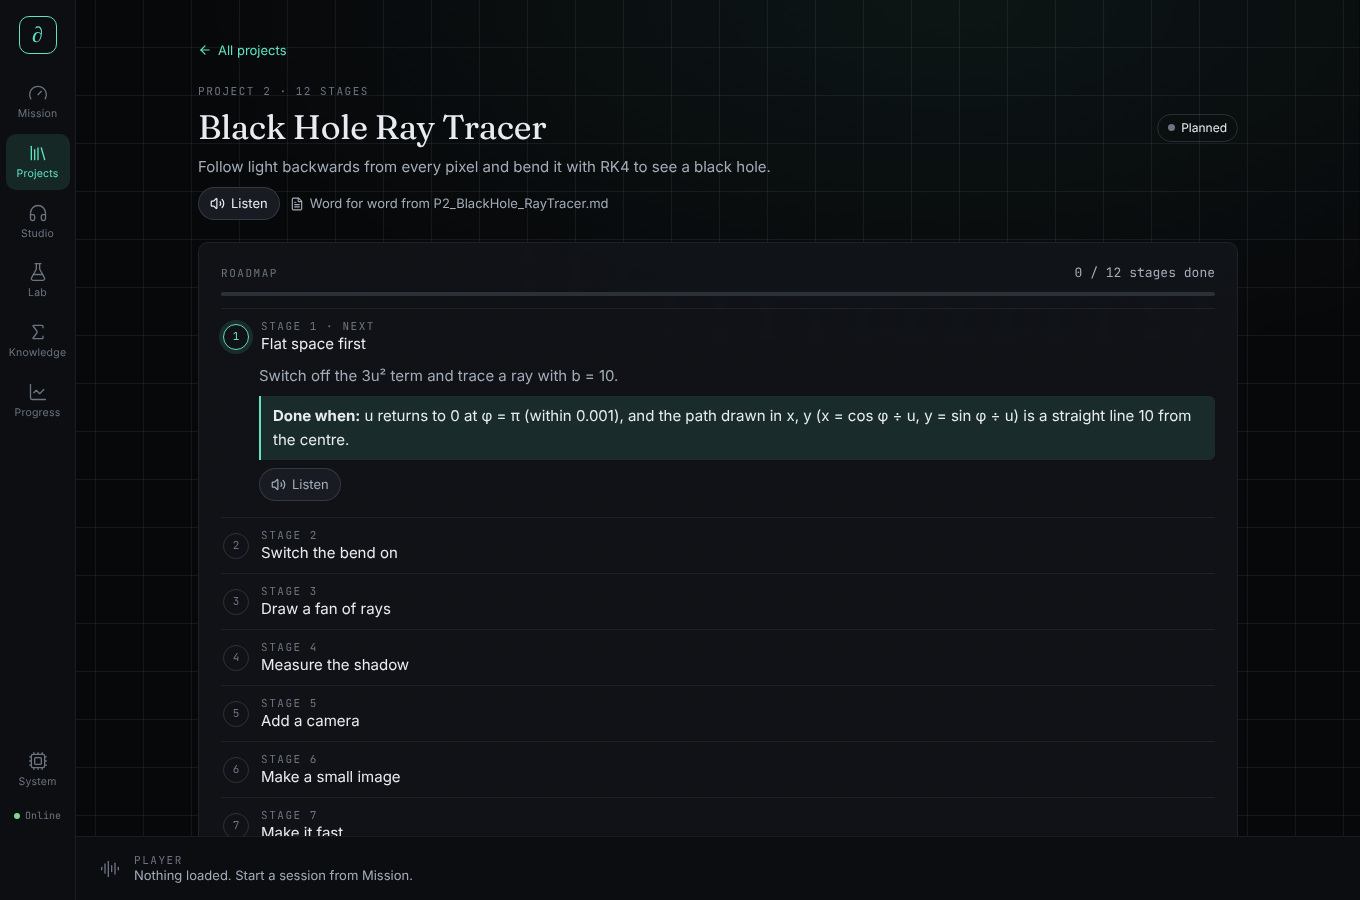 ∂
Mission
Projects
Studio
Lab
Knowledge
Progress
System
Online
All projects
PROJECT 2 · 12 STAGES
Black Hole Ray Tracer
Planned
Follow light backwards from every pixel and bend it with RK4 to see a black hole.
Listen
Word for word from P2_BlackHole_RayTracer.md
ROADMAP
0 / 12 stages done
1
STAGE 1 · NEXT
Flat space first
Switch off the 3u² term and trace a ray with b = 10.
Done when: u returns to 0 at φ = π (within 0.001), and the path drawn in x, y (x = cos φ ÷ u, y = sin φ ÷ u) is a straight line 10 from
the centre.
Listen
2
STAGE 2
Switch the bend on
3
STAGE 3
Draw a fan of rays
4
STAGE 4
Measure the shadow
5
STAGE 5
Add a camera
6
STAGE 6
Make a small image
7
STAGE 7
Make it fast
PLAYER
Nothing loaded. Start a session from Mission.